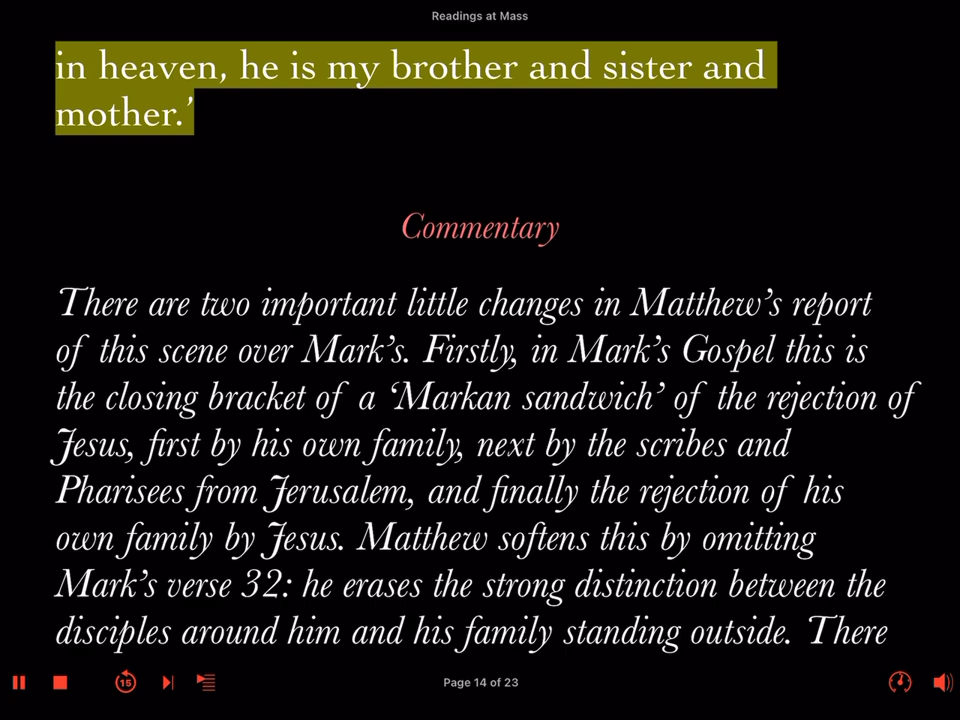 Readings at Mass
in heaven, he is my brother and sister and
mother.’
Commentary
There are two important little changes in Matthew’s report
of this scene over Mark’s. Firstly, in Mark’s Gospel this is
the closing bracket of a ‘Markan sandwich’ of the rejection of
Jesus, first by his own family, next by the scribes and
Pharisees from Jerusalem, and finally the rejection of his
own family by Jesus. Matthew softens this by omitting
Mark’s verse 32: he erases the strong distinction between the
disciples around him and his family standing outside. There
15
Page 14 of 23